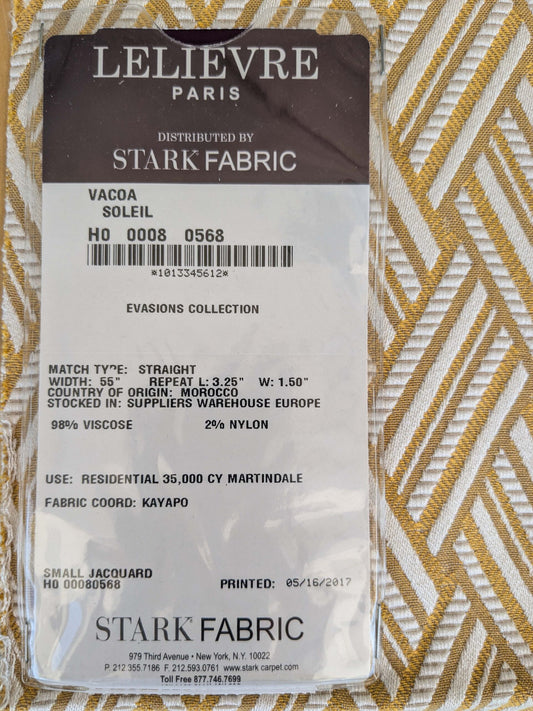 LELIEVRE
PARIS
DISTRIBUTED BY
STARK FABRIC
VACOA
SOLEIL
H0 0008 0568
*1013345612*
EVASIONS COLLECTION
MATCH TYPE: STRAIGHT
WIDTH: 55" REPEAT L: 3.25" W: 1.50"
COUNTRY OF ORIGIN: MOROCCO
STOCKED IN: SUPPLIERS WAREHOUSE EUROPE
98% VISCOSE 2% NYLON
USE: RESIDENTIAL 35,000 CY MARTINDALE
FABRIC COORD: KAYAPO
SMALL JACQUARD
H0 00080568 PRINTED: 05/16/2017
STARK FABRIC
979 Third Avenue • New York, N.Y. 10022
P. 212.355.7186 F. 212.593.0761 www.starkcarpet.com
Toll Free 877.746.7699